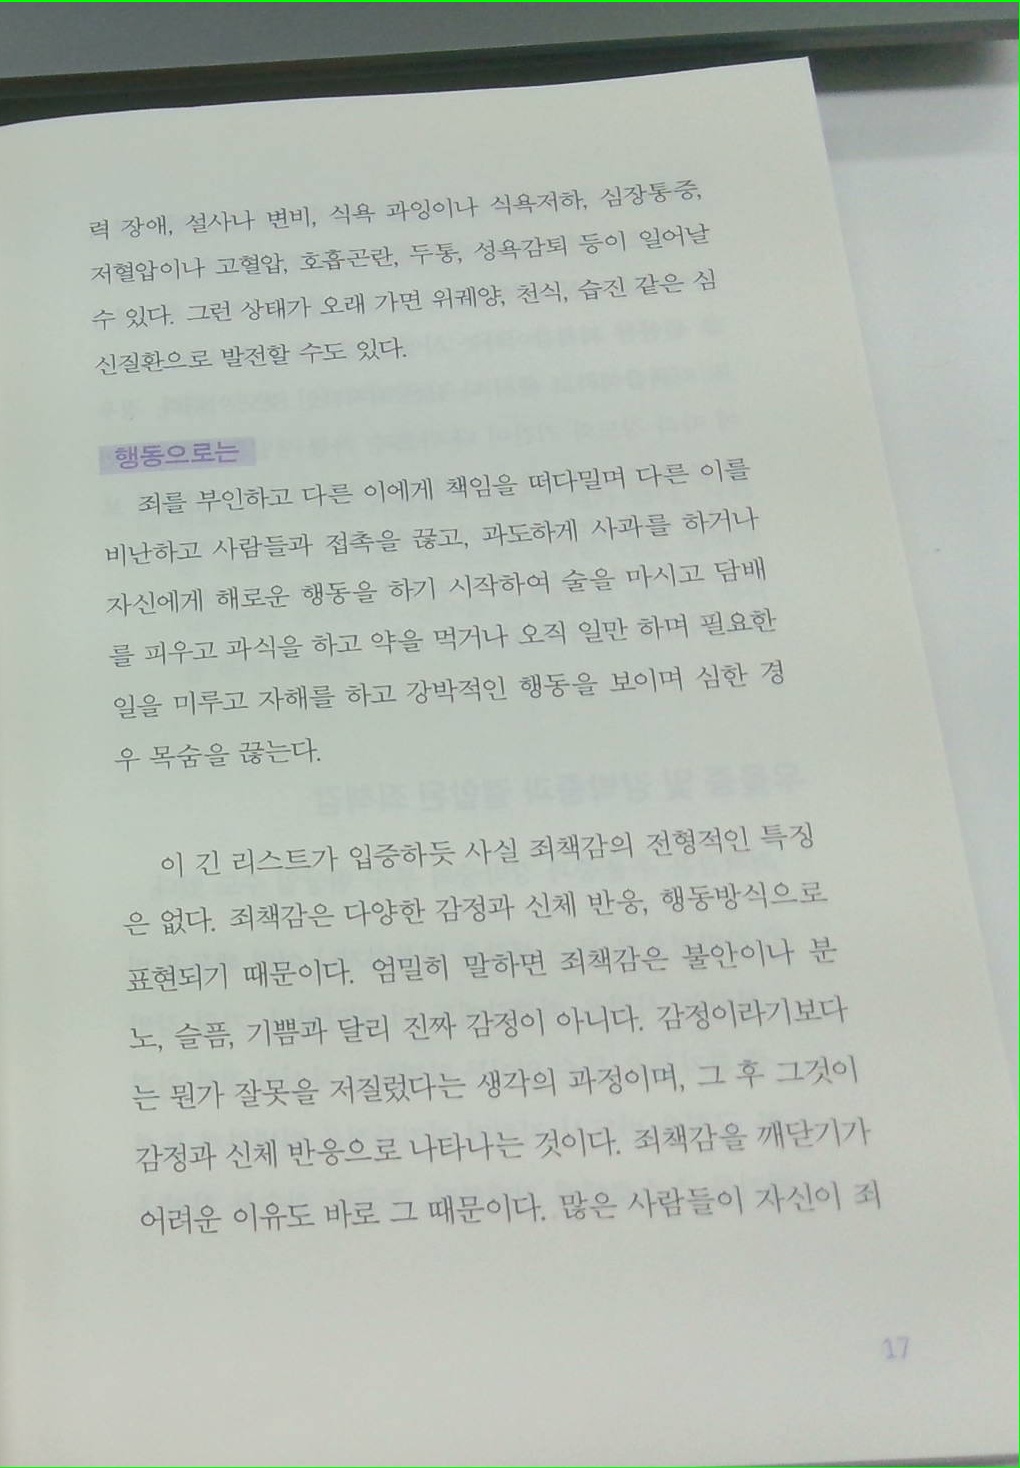 력 장애, 설사나 변비, 식욕 과잉이나 식욕저하, 심장통증,
저혈압이나 고혈압, 호흡곤란, 두통, 성욕감퇴 등이 일어날
수 있다. 그런 상태가 오래 가면 위궤양, 천식, 습진 같은 심
신질환으로 발전할 수도 있다.
행동으로는
죄를 부인하고 다른 이에게 책임을 떠다밀며 다른 이를
비난하고 사람들과 접촉을 끊고, 과도하게 사과를 하거나
자신에게 해로운 행동을 하기 시작하여 술을 마시고 담배
를 피우고 과식을 하고 약을 먹거나 오직 일만 하며 필요한
일을 미루고 자해를 하고 강박적인 행동을 보이며 심한 경
우 목숨을 끊는다.
이 긴 리스트가 입증하듯 사실 죄책감의 전형적인 특징
은 없다. 죄책감은 다양한 감정과 신체 반응, 행동방식으로
표현되기 때문이다. 엄밀히 말하면 죄책감은 불안이나 분
노, 슬픔, 기쁨과 달리 진짜 감정이 아니다. 감정이라기보다
는 뭔가 잘못을 저질렀다는 생각의 과정이며, 그 후 그것이
감정과 신체 반응으로 나타나는 것이다. 죄책감을 깨닫기가
어려운 이유도 바로 그 때문이다. 많은 사람들이 자신이 죄
17